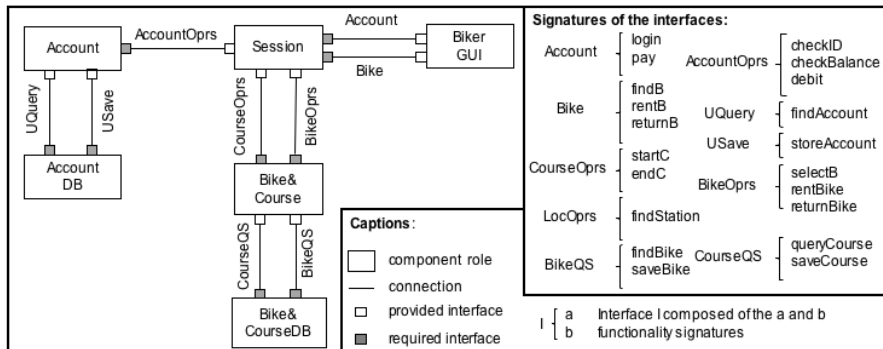 Account
AccountOprs
Session
Account
Bike
Biker
GUI
UQuery
USave
CourseOprs
BikeOprs
Account
DB
Bike&
Course
CourseQS
BikeQS
Bike&
CourseDB
Captions:
component role
connection
provided interface
required interface
Signatures of the interfaces:
Account
login
pay
Bike
findB
rentB
returnB
CourseOprs
startC
endC
LocOprs
findStation
BikeQS
findBike
saveBike
AccountOprs
checkID
checkBalance
debit
UQuery
findAccount
USave
storeAccount
BikeOprs
selectB
rentBike
returnBike
CourseQS
queryCourse
saveCourse
I
a Interface I composed of the a and b
b functionality signatures